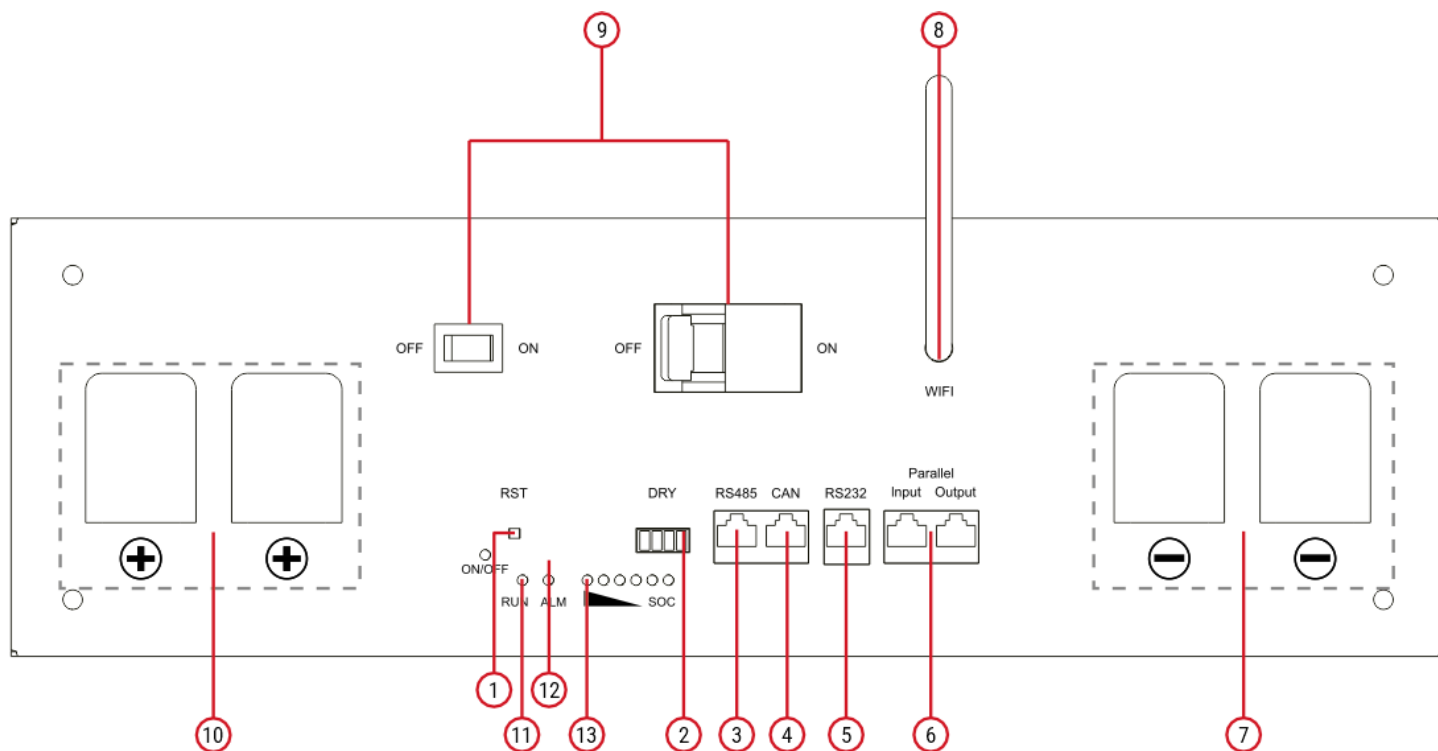 9
8
OFF
ON
OFF
ON
WIFI
Parallel
RST
DRY
RS485
CAN
RS232
Input
Output
ON/OFF
RUN
ALM
SOC
1
12
10
11
13
2
3
4
5
6
7